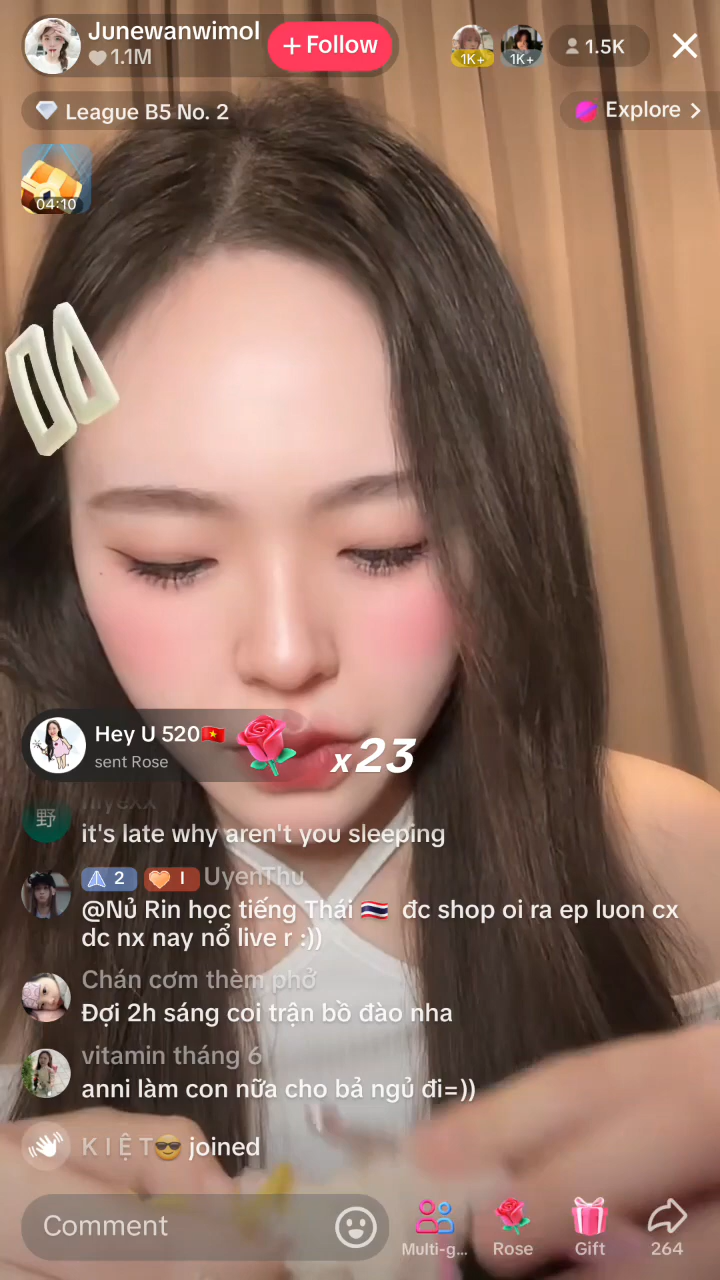 Junewanwimol
1.1M
+ Follow
1K+
1K+
1.5K
League B5 No. 2
Explore >
04:10
Hey U 520🇻🇳
sent Rose
x23
野
it's late why aren't you sleeping
2 I UyenThu
@Nủ Rin học tiếng Thái 🇹🇭 đc shop oi ra ep luon cx
dc nx nay nổ live r :))
Chán cơm thèm phở
Đợi 2h sáng coi trận bồ đào nha
vitamin tháng 6
anni làm con nữa cho bả ngủ đi=))
K I Ệ T😎 joined
Comment
Multi-g...
Rose
Gift
264